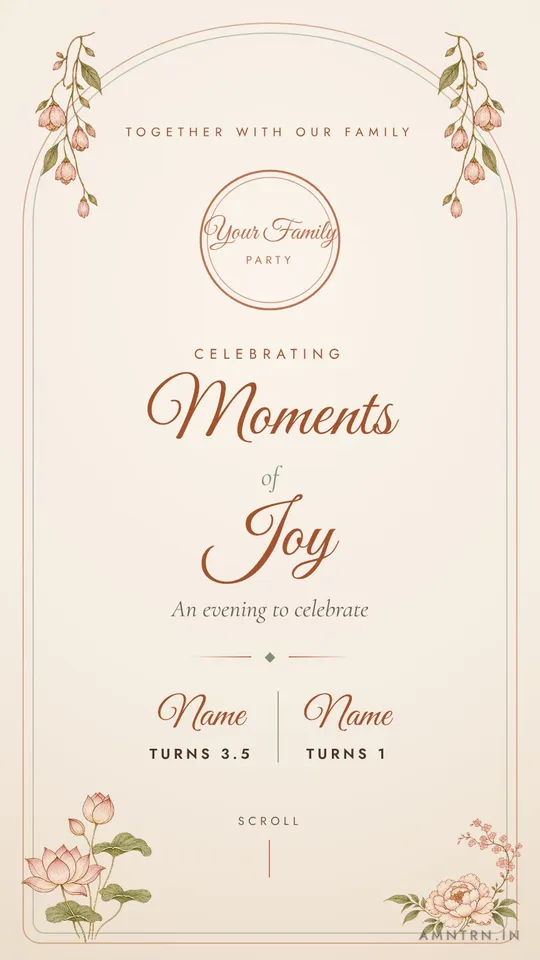 TOGETHER WITH OUR FAMILY
Your Family
PARTY
CELEBRATING
Moments
of
Joy
An evening to celebrate
Name
TURNS 3.5
Name
TURNS 1
SCROLL
AMNTRN.IN